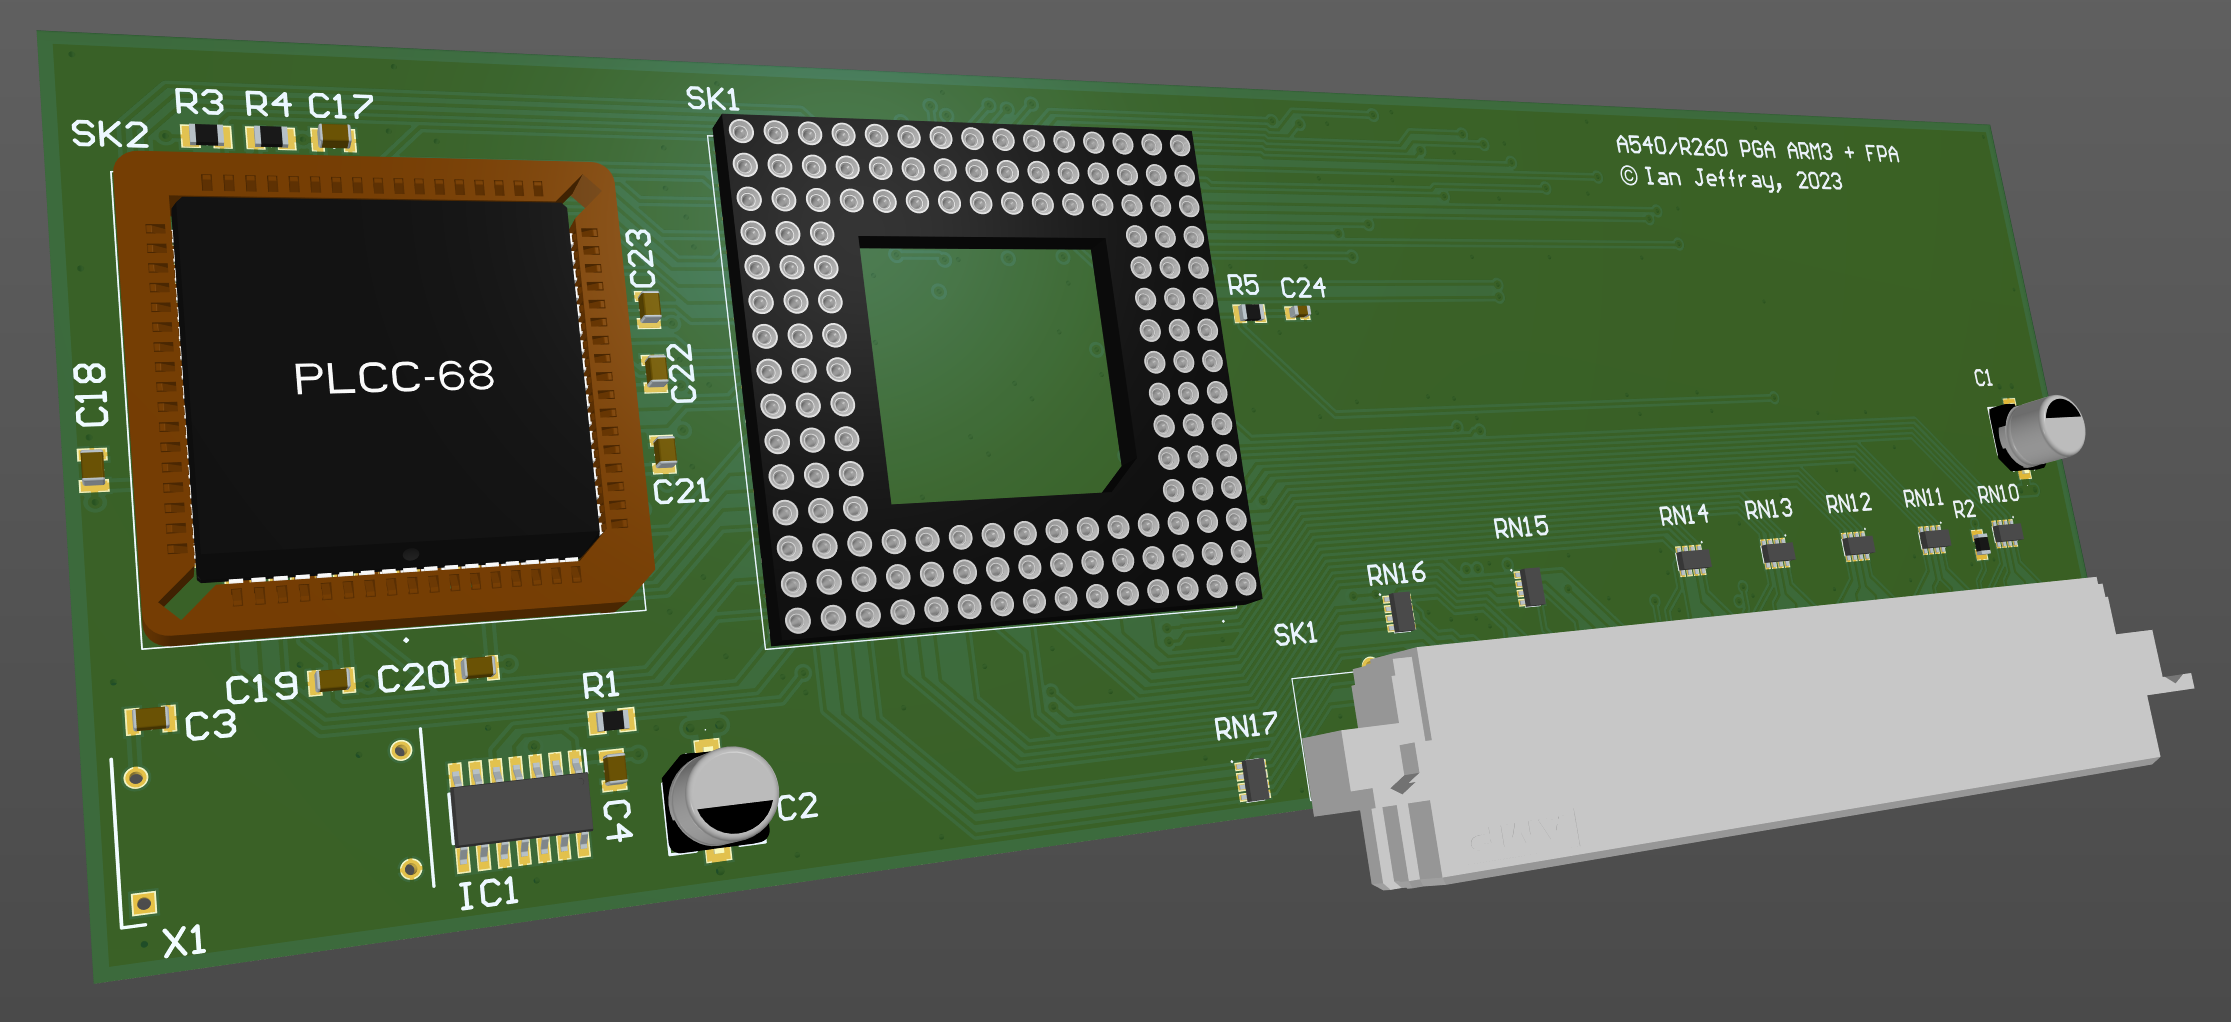 R3 R4 C17
SK2
SK1
A540/R260 PGA ARM3 + FPA
© Ian Jeffray, 2023
C23
R5 C24
C22
PLCC-68
C18
C1
C21
RN10
RN11
R2
RN12
RN13
RN14
RN15
RN16
SK1
C19
C20
R1
C3
RN17
C4
C2
AMP
IC1
X1